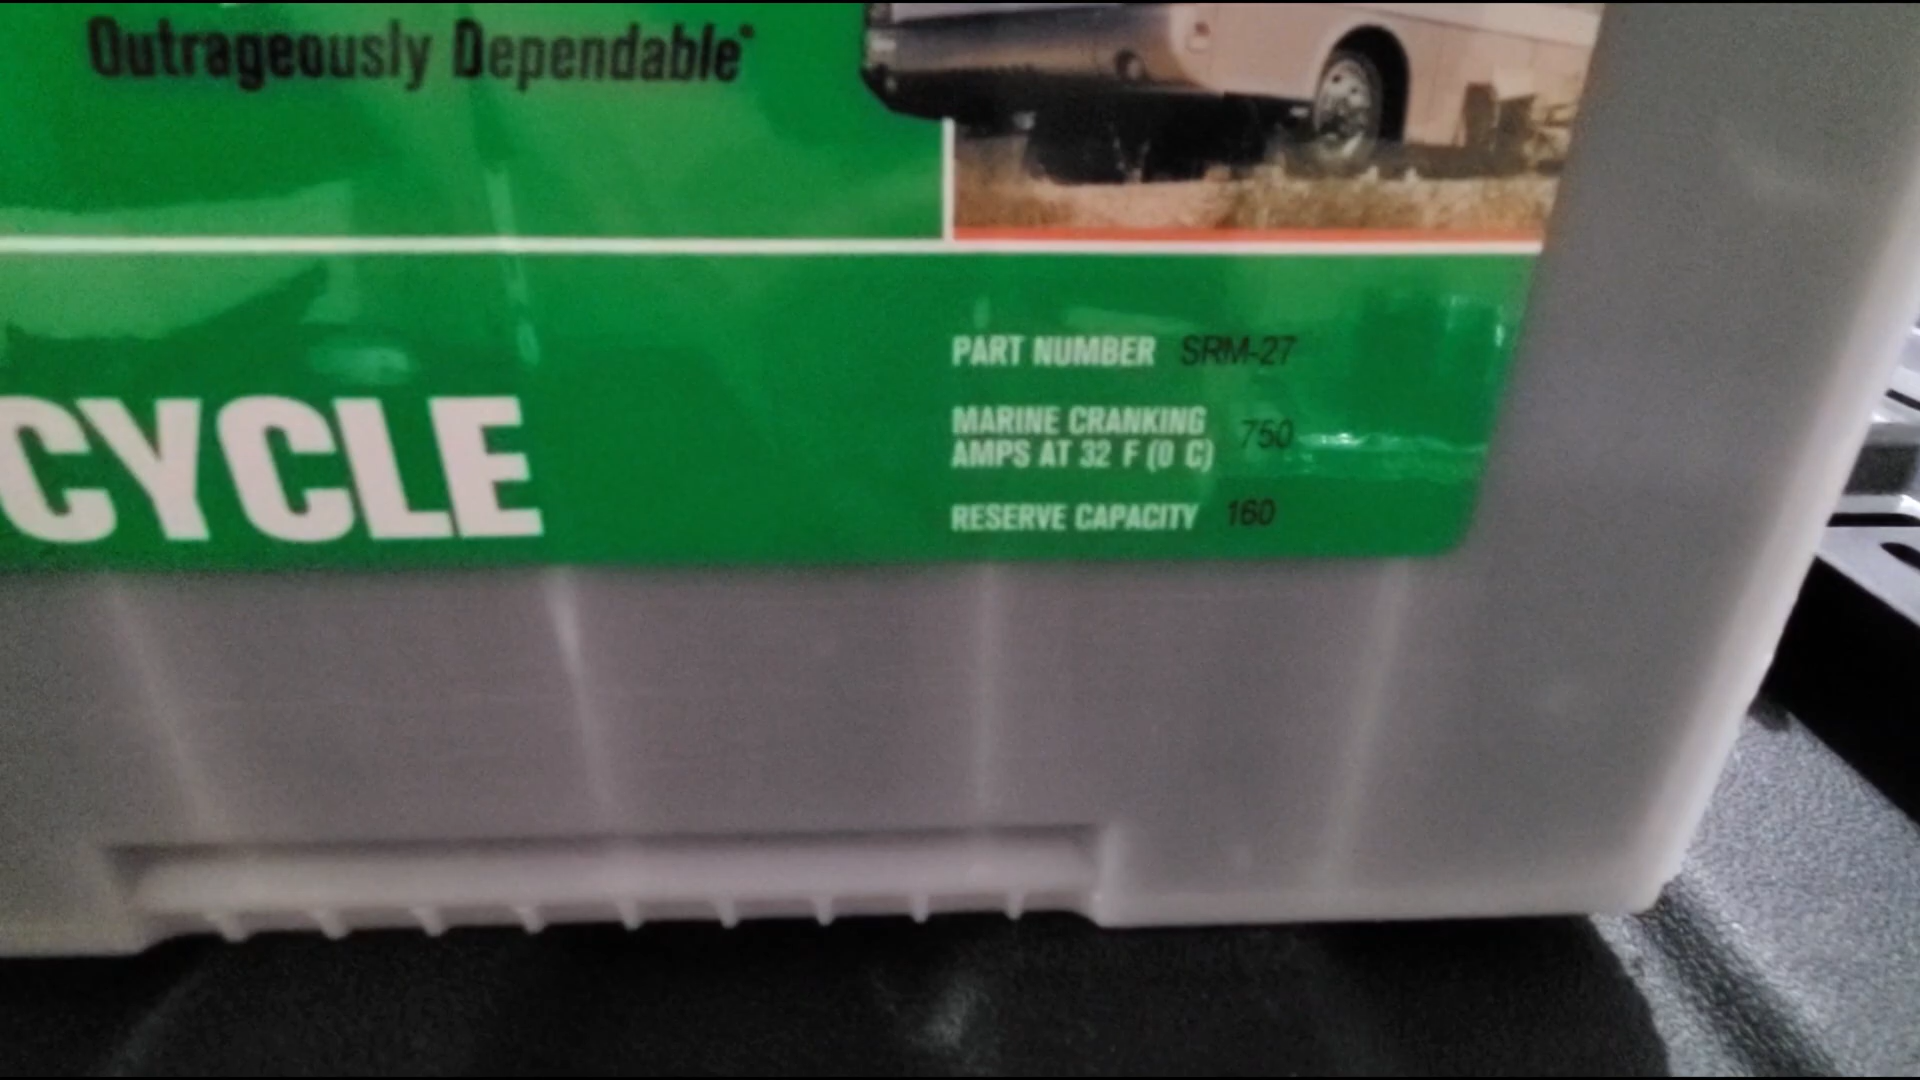 Outrageously Dependable
PART NUMBER SRM-27
MARINE CRANKING
AMPS AT 32 F (0 C) 750
RESERVE CAPACITY 160
CYCLE